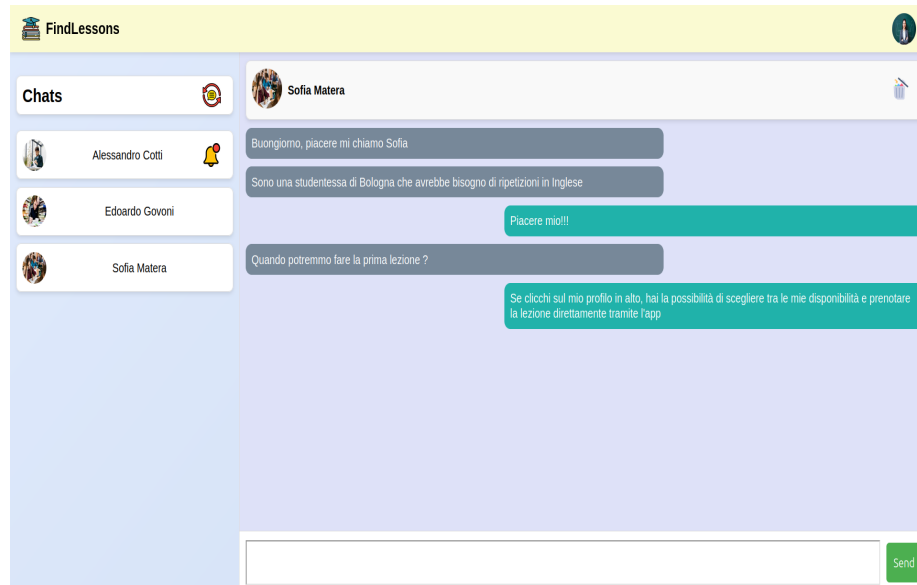 FindLessons
Chats
Alessandro Cotti
Edoardo Govoni
Sofia Matera
Sofia Matera
Buongiorno, piacere mi chiamo Sofia
Sono una studentessa di Bologna che avrebbe bisogno di ripetizioni in Inglese
Piacere mio!!!
Quando potremmo fare la prima lezione ?
Se clicchi sul mio profilo in alto, hai la possibilità di scegliere tra le mie disponibilità e prenotare
la lezione direttamente tramite l'app
Send